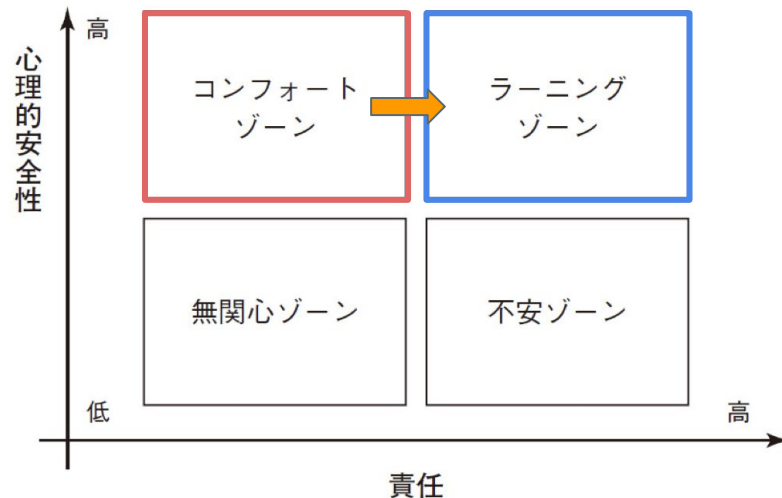 高
心理的安全性
コンフォート
ゾーン
ラーニング
ゾーン
無関心ゾーン
不安ゾーン
低
高
責任